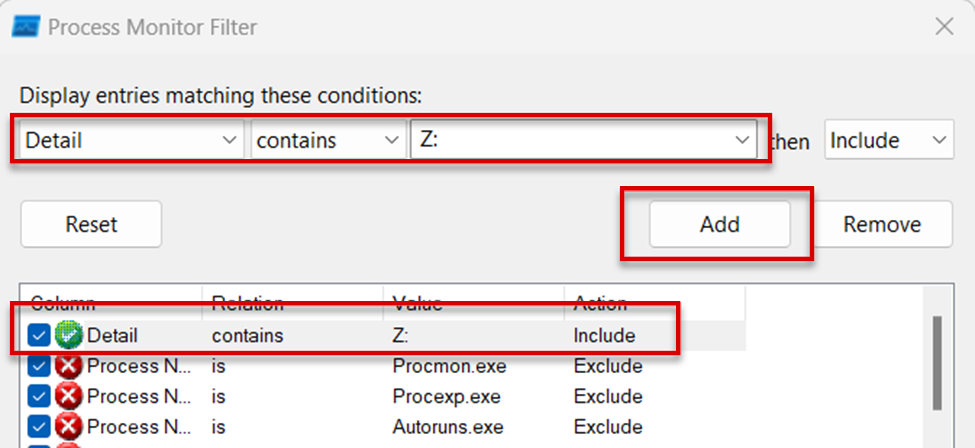 Process Monitor Filter
Display entries matching these conditions:
Detail contains Z: then Include
Reset Add Remove
Column Relation Value Action
Detail contains Z: Include
Process N... is Procmon.exe Exclude
Process N... is Procexp.exe Exclude
Process N... is Autoruns.exe Exclude